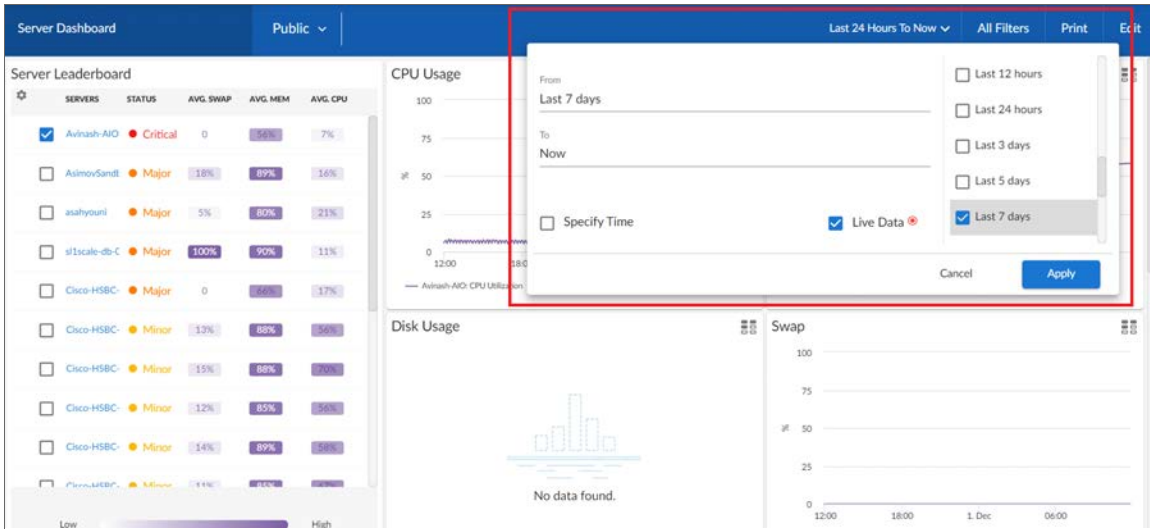 Server Dashboard
Public
Last 24 Hours To Now
All Filters
Print
Edit
Server Leaderboard
SERVERS STATUS AVG. SWAP AVG. MEM AVG. CPU
Avinash-AIO Critical 0 56% 7%
AsimovSandE Major 18% 89% 16%
asahyouni Major 5% 80% 21%
sl1scale-db-C Major 100% 90% 11%
Cisco-HSBC- Major 0 66% 17%
Cisco-HSBC- Minor 13% 88% 56%
Cisco-HSBC- Minor 15% 88% 70%
Cisco-HSBC- Minor 12% 85% 56%
Cisco-HSBC- Minor 14% 89% 58%
Cisco-HSBC- Minor 11% 85% 67%
Low
High
CPU Usage
100
75
%
50
25
0
12:00
Avinash-AIO: CPU Utilization
From
Last 7 days
To
Now
Specify Time
Live Data
Last 12 hours
Last 24 hours
Last 3 days
Last 5 days
Last 7 days
Cancel
Apply
Disk Usage
No data found.
Swap
100
75
%
50
25
0
12:00 18:00 1. Dec 06:00